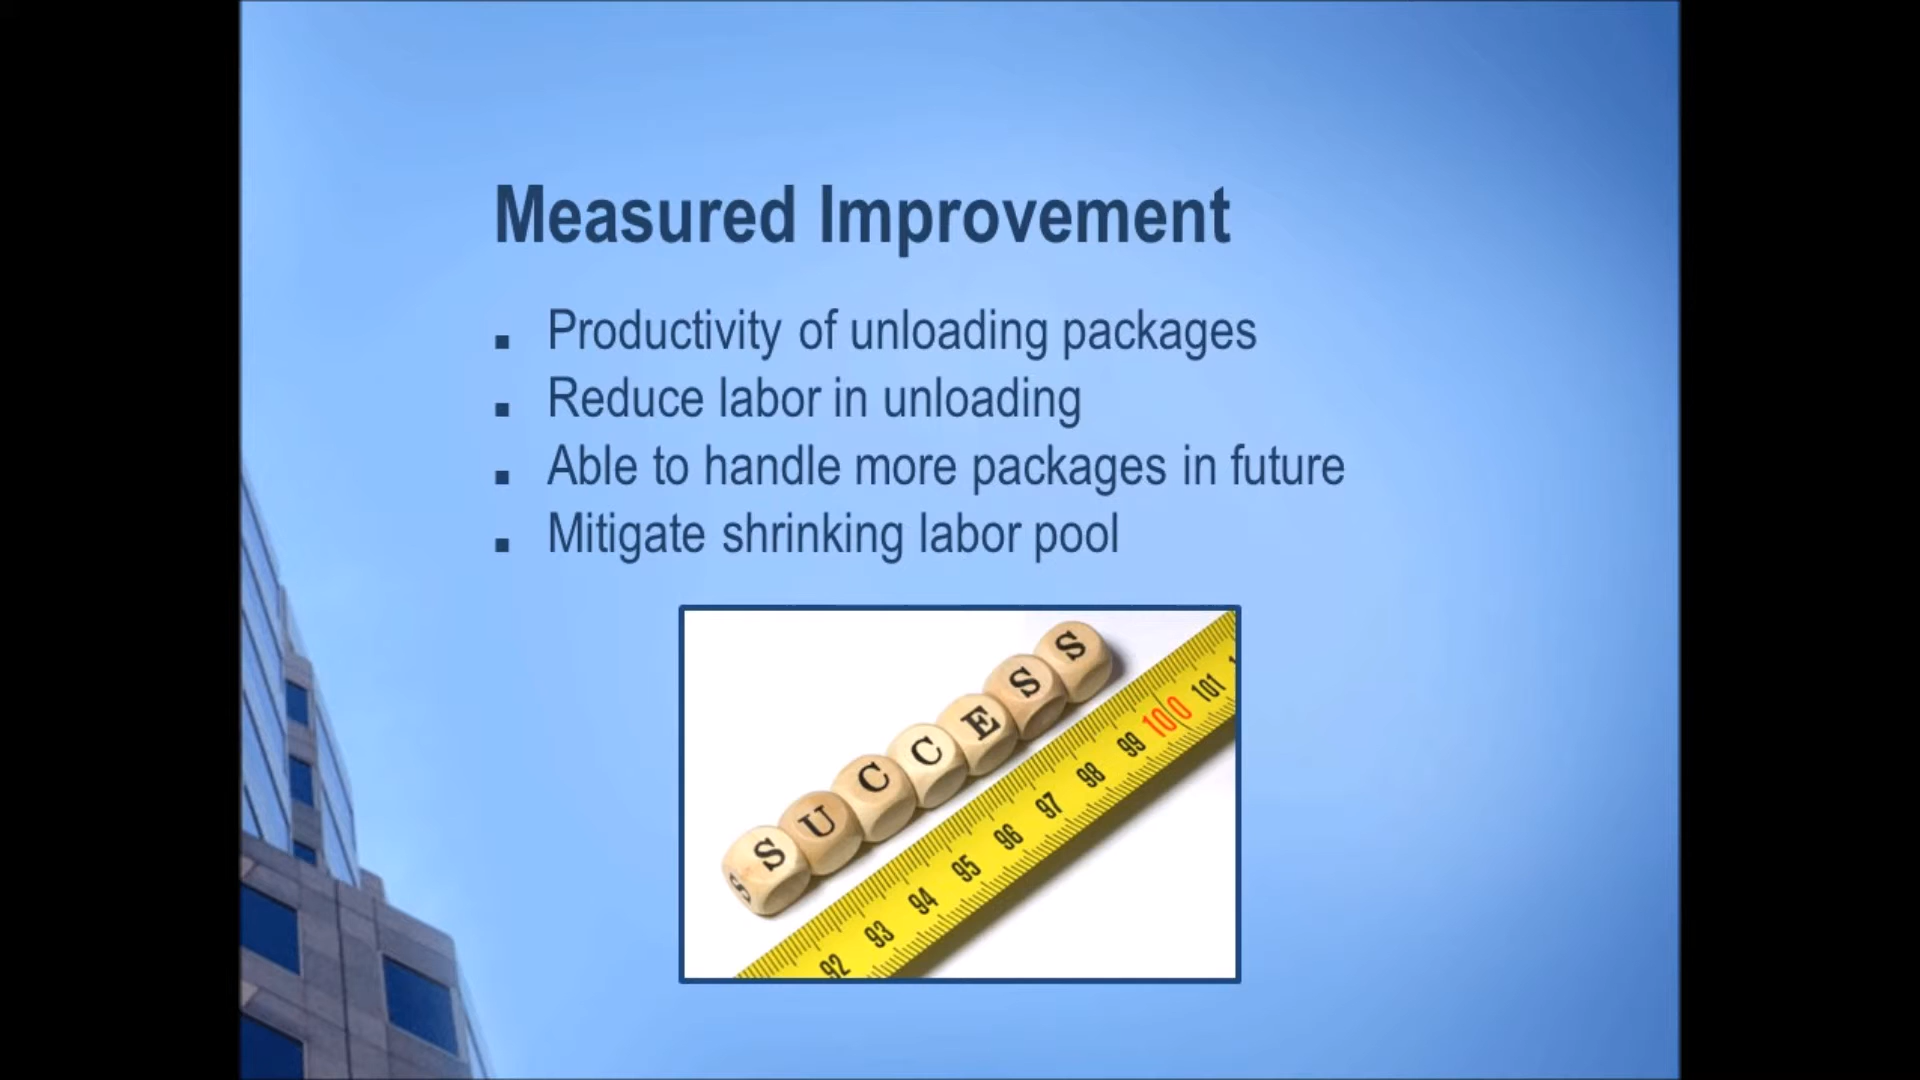 Measured Improvement
▪ Productivity of unloading packages
▪ Reduce labor in unloading
▪ Able to handle more packages in future
▪ Mitigate shrinking labor pool
SUCCESS
92 93 94 95 96 97 98 99 100 101